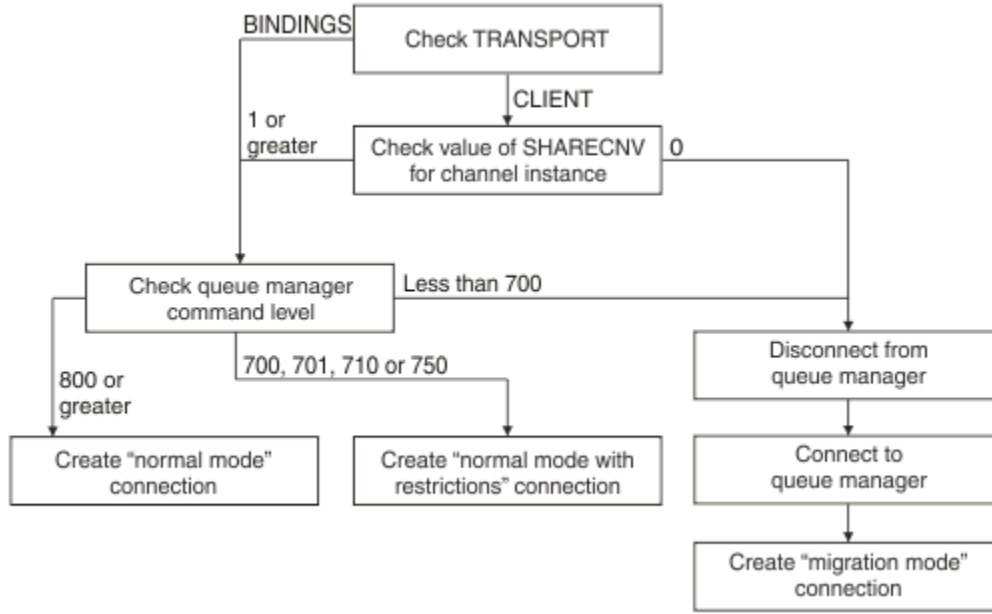 BINDINGS
Check TRANSPORT
CLIENT
1 or
greater
Check value of SHARECNV
for channel instance
0
Check queue manager
command level
Less than 700
700, 701, 710 or 750
800 or
greater
Disconnect from
queue manager
Create “normal mode”
connection
Create “normal mode with
restrictions” connection
Connect to
queue manager
Create “migration mode”
connection